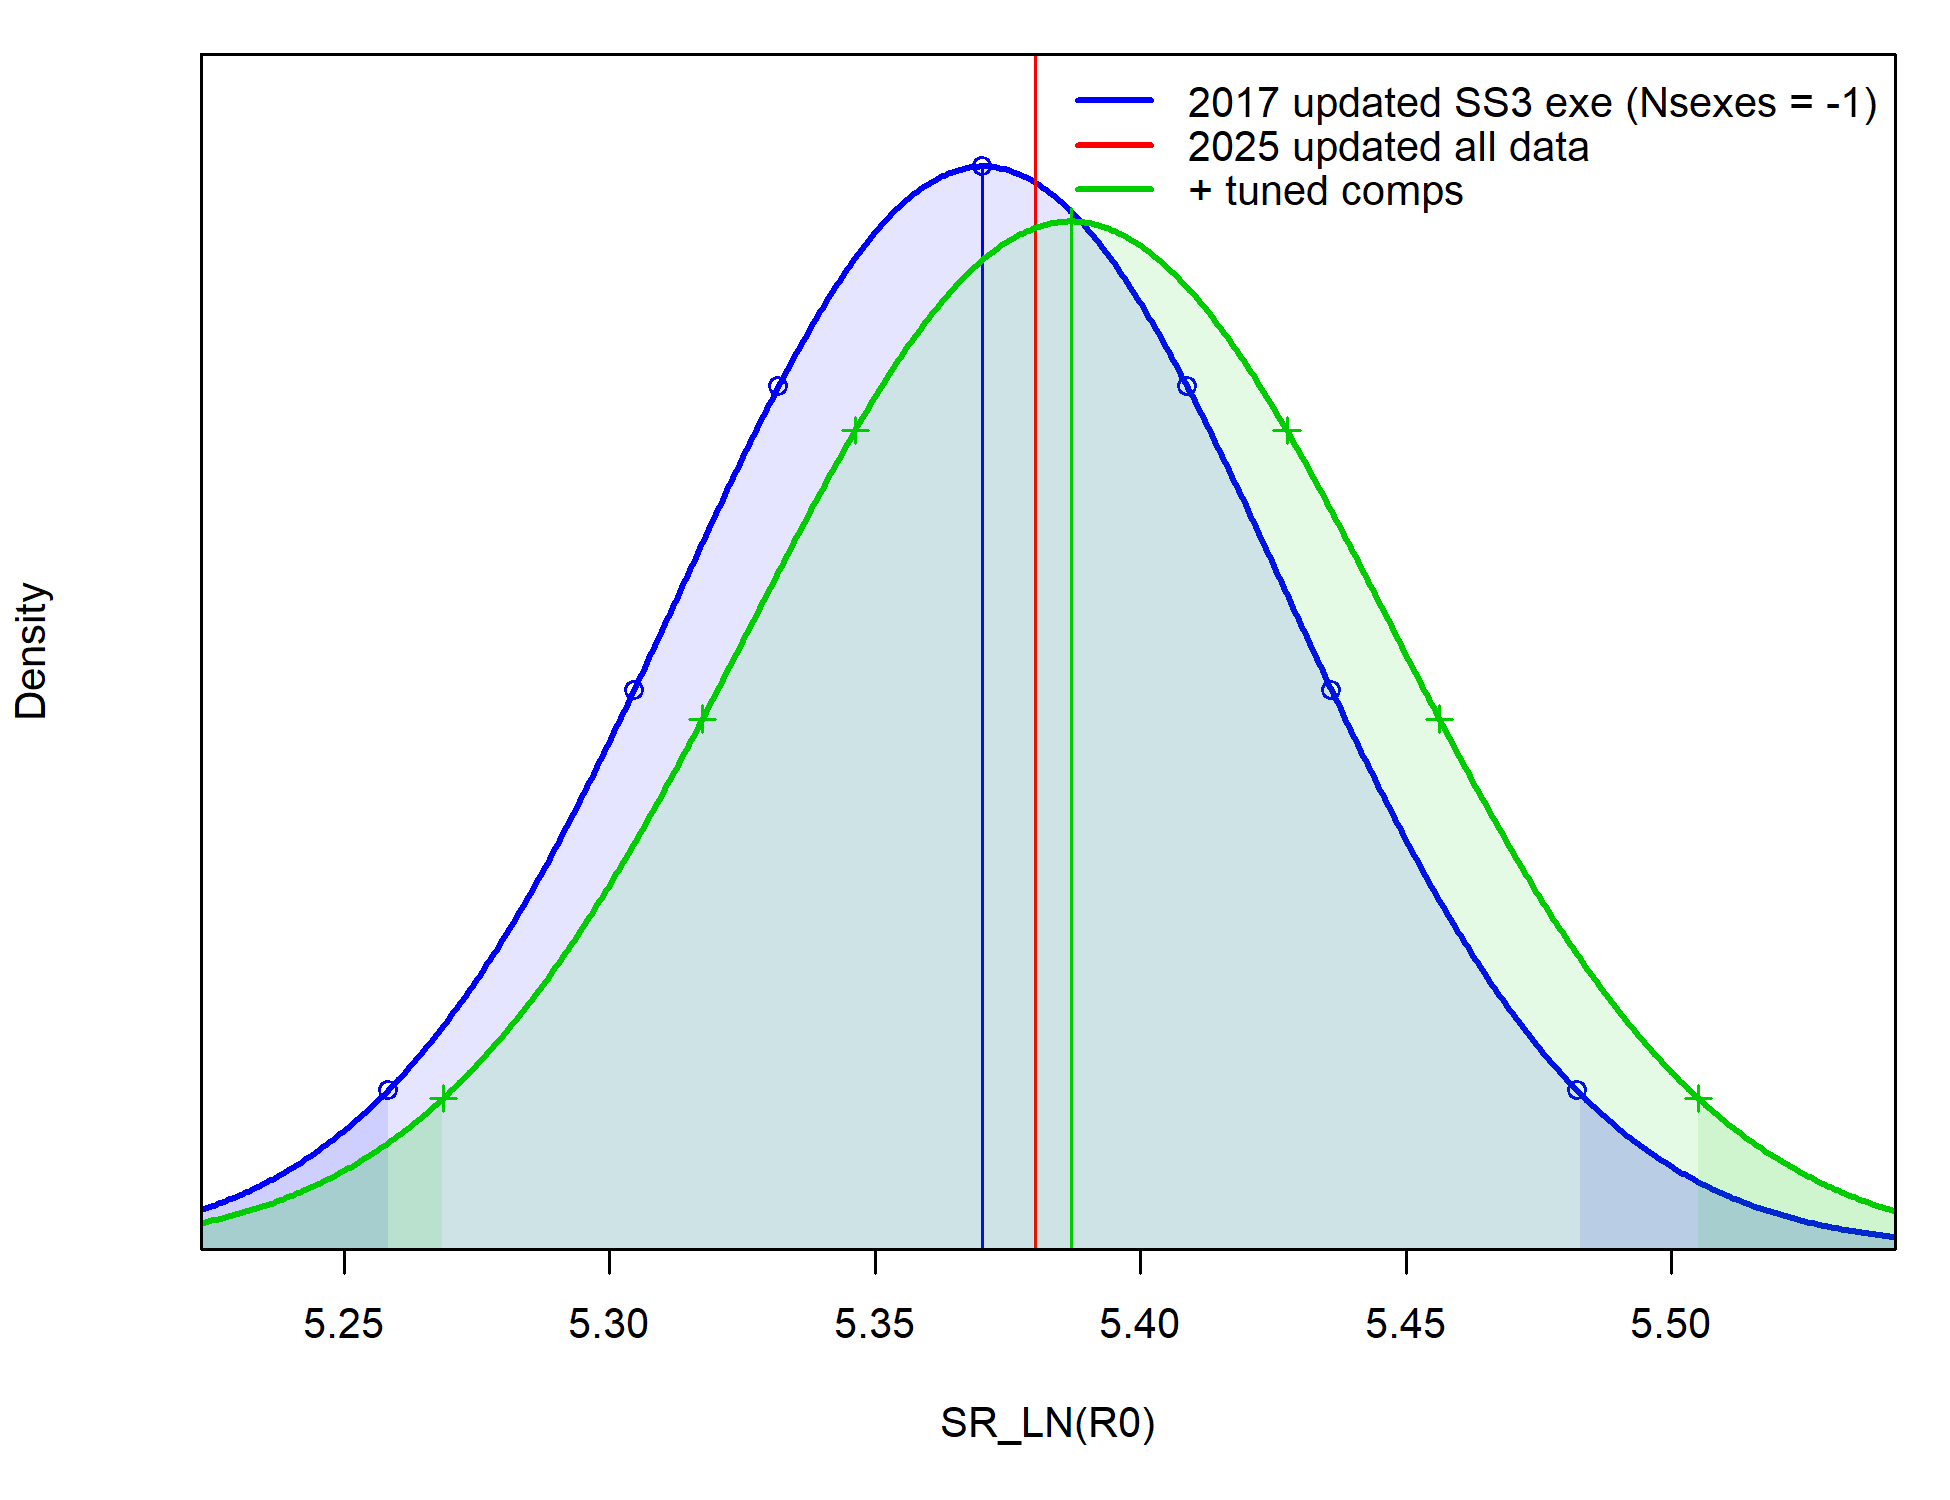 2017 updated SS3 exe (Nsexes = -1)
2025 updated all data
+ tuned comps
Density
5.25 5.30 5.35 5.40 5.45 5.50
SR_LN(R0)